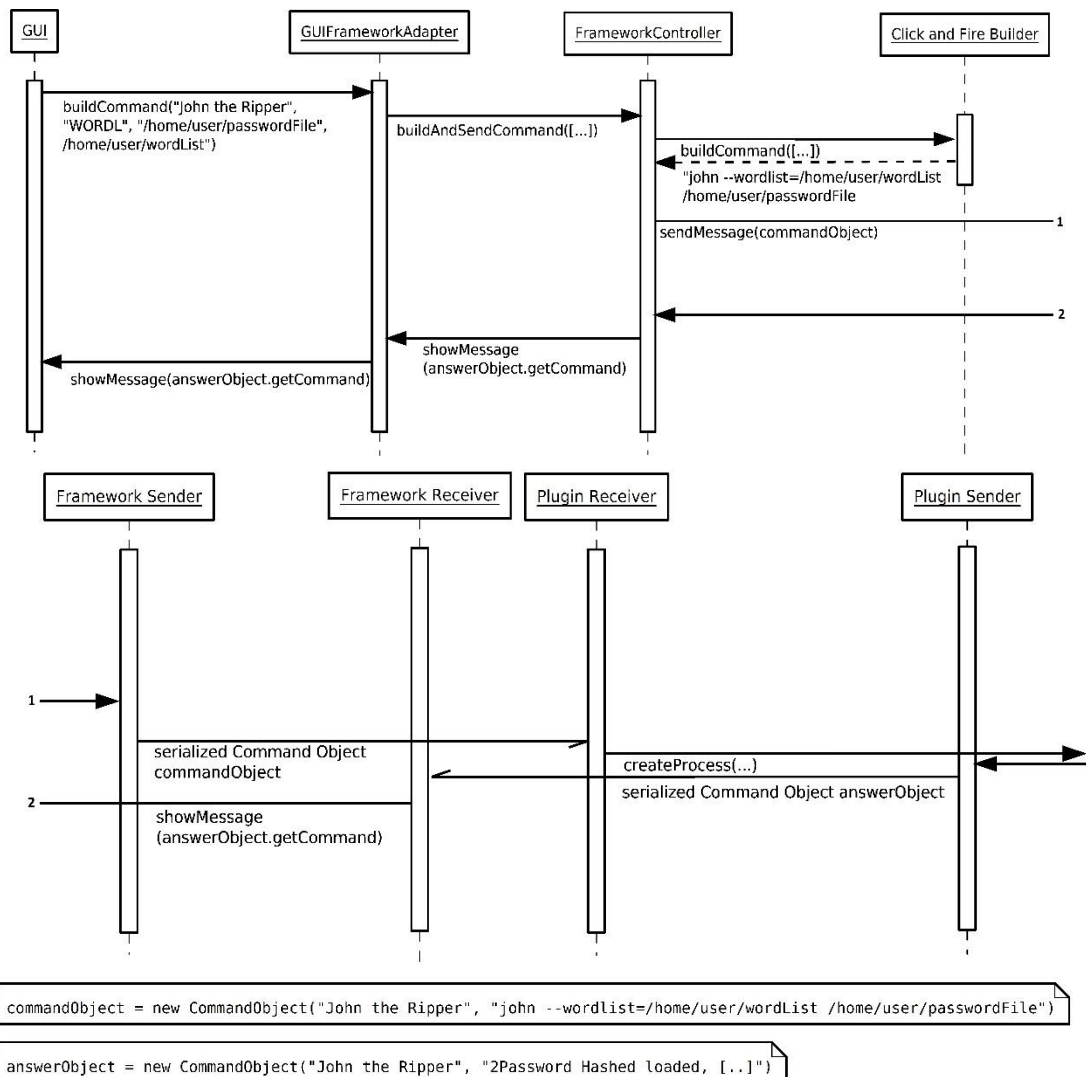 GUI
GUIFrameworkAdapter
FrameworkController
Click and Fire Builder
buildCommand("John the Ripper",
"WORDL", "/home/user/passwordFile",
/home/user/wordList")
buildAndSendCommand([...])
buildCommand([...])
"john --wordlist=/home/user/wordList
/home/user/passwordFile
sendMessage(commandObject)
1
2
showMessage
(answerObject.getCommand)
showMessage(answerObject.getCommand)
Framework Sender
Framework Receiver
Plugin Receiver
Plugin Sender
1
serialized Command Object
commandObject
createProcess(...)
serialized Command Object answerObject
2
showMessage
(answerObject.getCommand)
commandObject = new CommandObject("John the Ripper", "john --wordlist=/home/user/wordList /home/user/passwordFile")
answerObject = new CommandObject("John the Ripper", "2Password Hashed loaded, [..]")